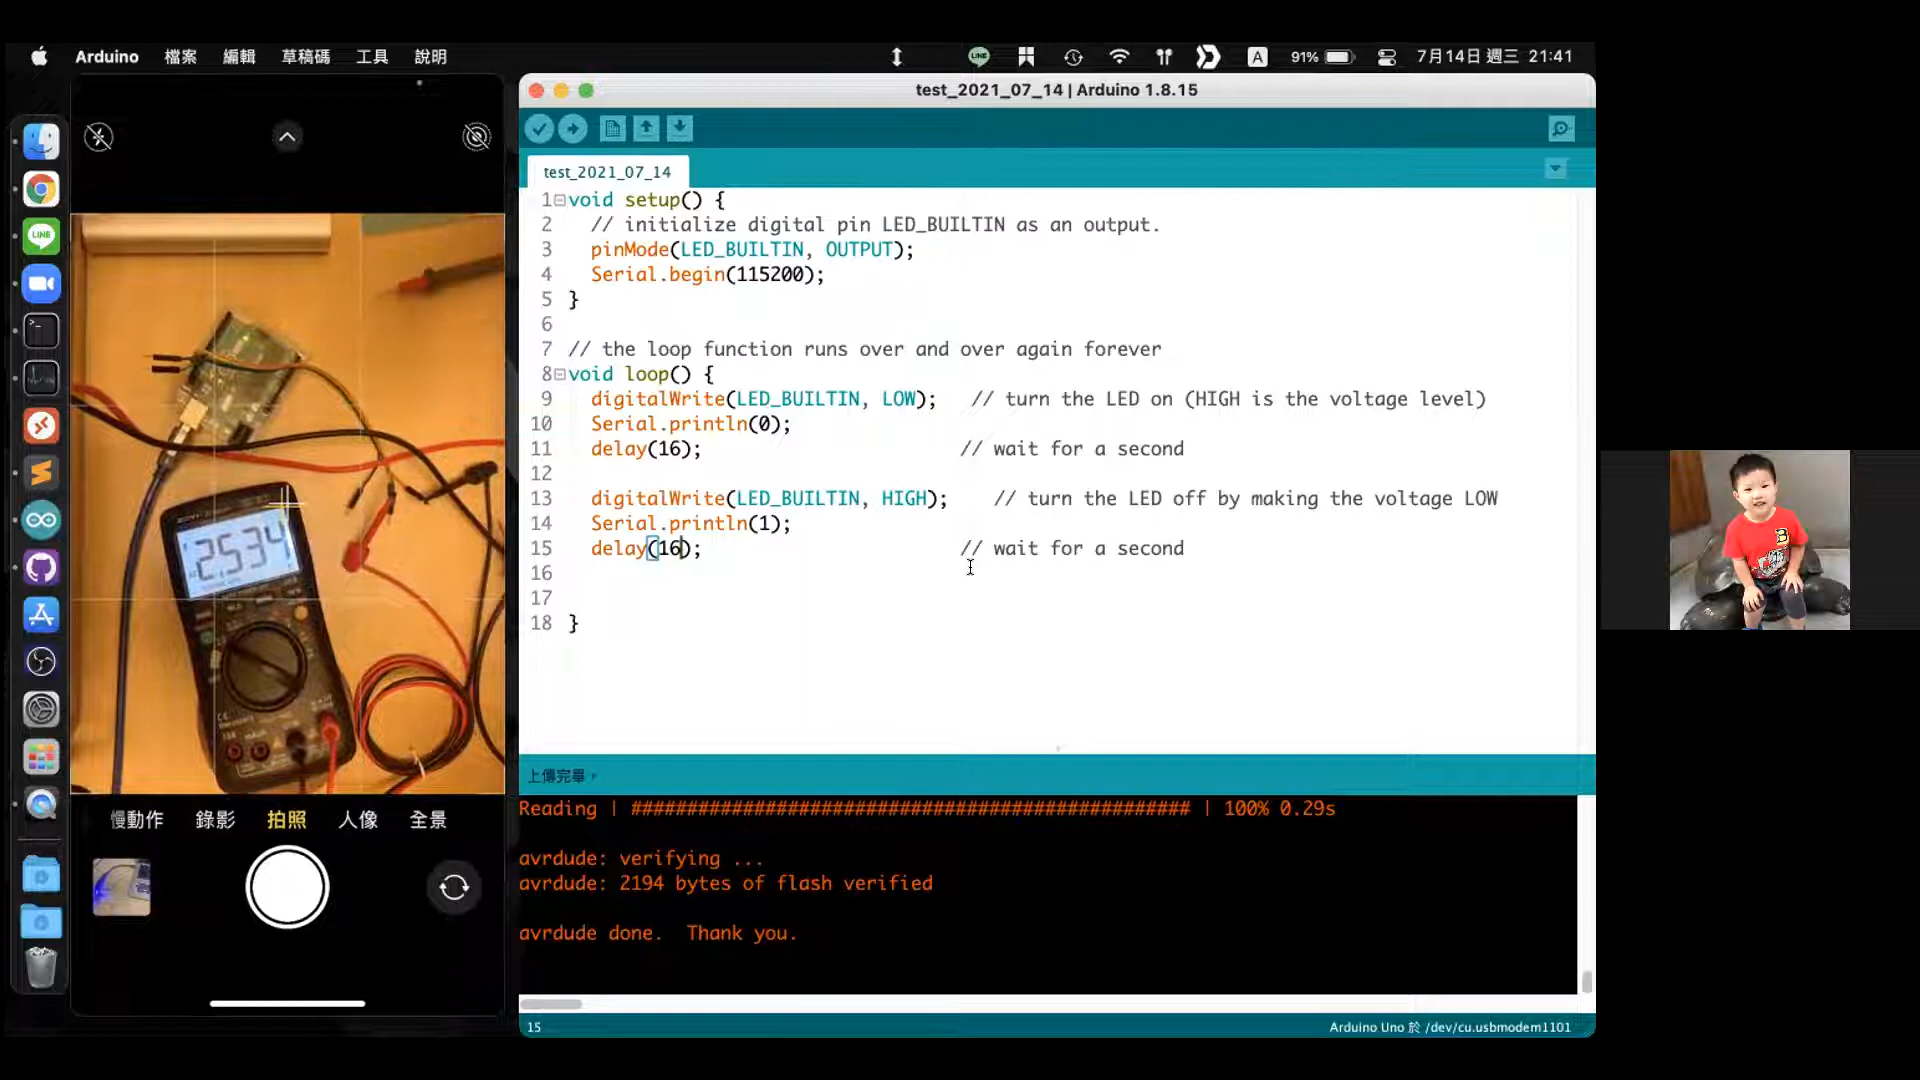 Arduino 檔案 編輯 草稿碼 工具 說明
LINE A 91% 7月14日 週三 21:41
test_2021_07_14 | Arduino 1.8.15
test_2021_07_14
1 void setup() {
2 // initialize digital pin LED_BUILTIN as an output.
3 pinMode(LED_BUILTIN, OUTPUT);
4 Serial.begin(115200);
5 }
6
7 // the loop function runs over and over again forever
8 void loop() {
9 digitalWrite(LED_BUILTIN, LOW); // turn the LED on (HIGH is the voltage level)
10 Serial.println(0);
11 delay(16); // wait for a second
12
13 digitalWrite(LED_BUILTIN, HIGH); // turn the LED off by making the voltage LOW
14 Serial.println(1);
15 delay(16); // wait for a second
16
17
18 }
上傳完畢。
Reading | ################################################## | 100% 0.29s
avrdude: verifying ...
avrdude: 2194 bytes of flash verified
avrdude done. Thank you.
15
Arduino Uno 於 /dev/cu.usbmodem1101
LINE
2.534
慢動作 錄影 拍照 人像 全景
B